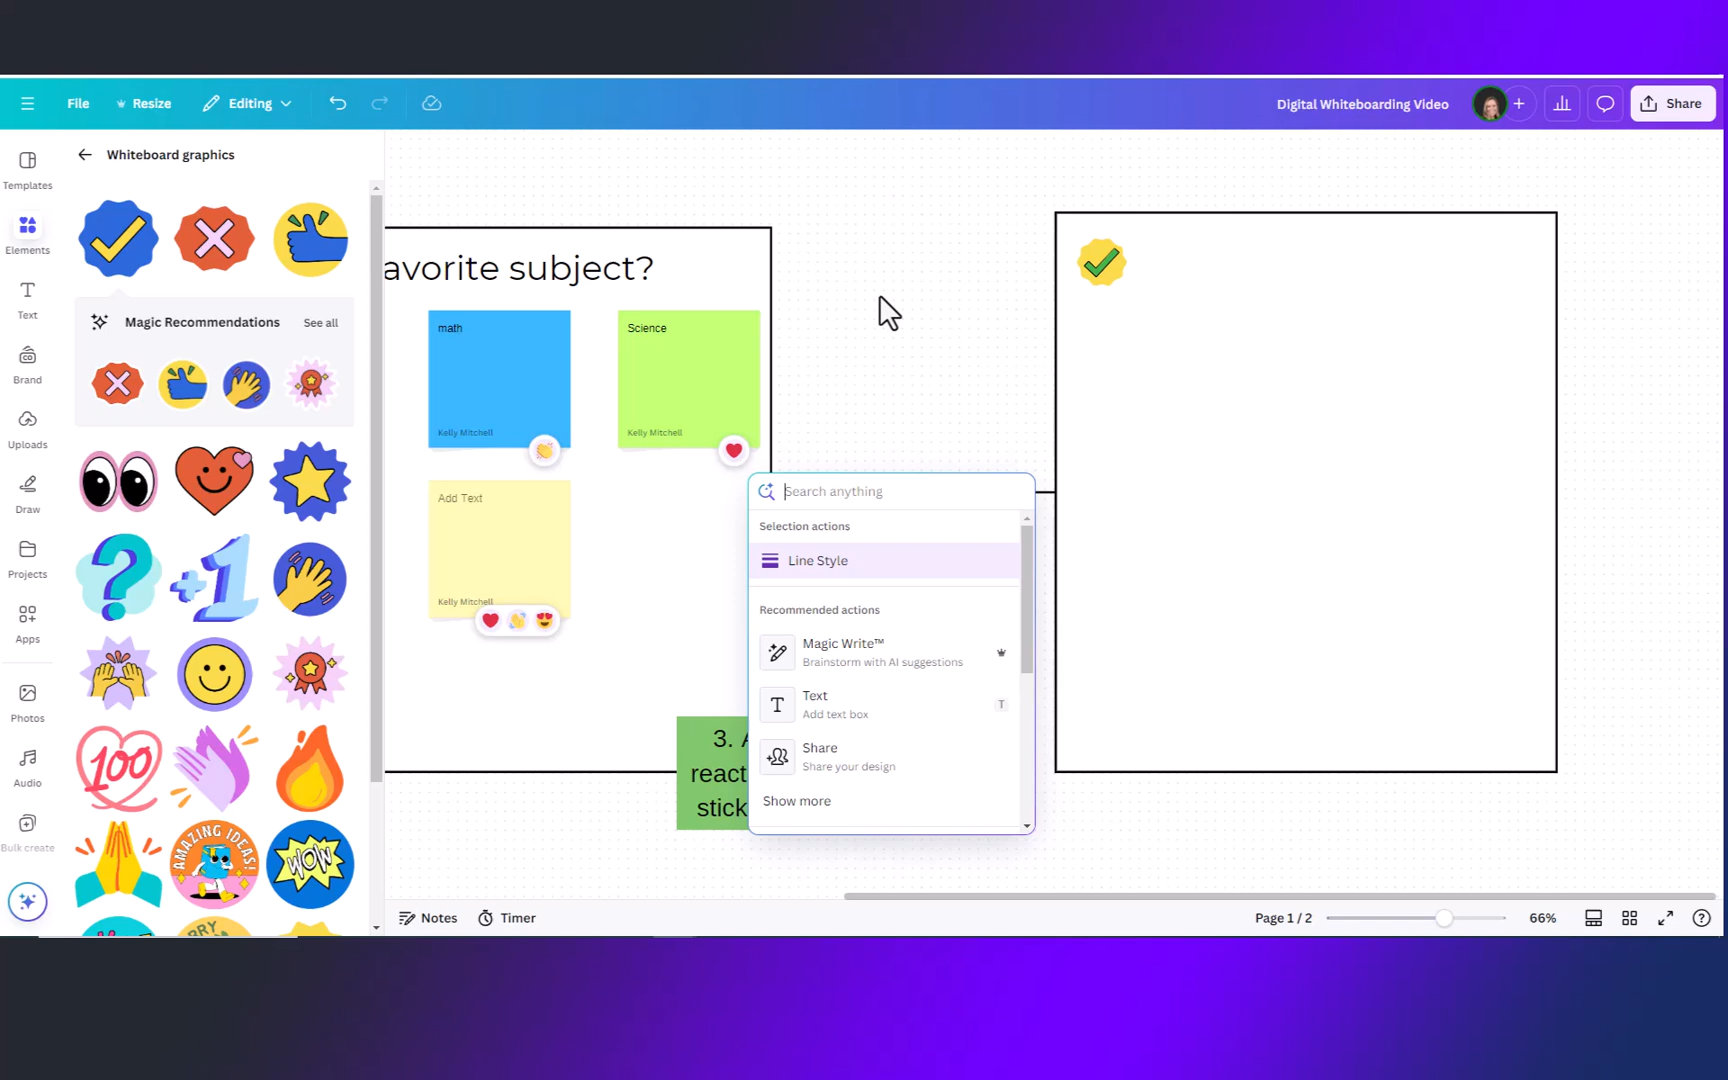 File
Resize
Editing
Digital Whiteboarding Video
Share
Templates
Elements
Text
Brand
Uploads
Draw
Projects
Apps
Photos
Audio
Bulk create
Whiteboard graphics
Magic Recommendations
See all
?
+1
100
AMAZING IDEAS!
WOW
avorite subject?
math
Kelly Mitchell
Science
Kelly Mitchell
Add Text
Kelly Mitchell
3. A
react
stick
Search anything
Selection actions
Line Style
Recommended actions
Magic Write™
Brainstorm with AI suggestions
Text
Add text box
T
Share
Share your design
Show more
Notes
Timer
Page 1 / 2
66%